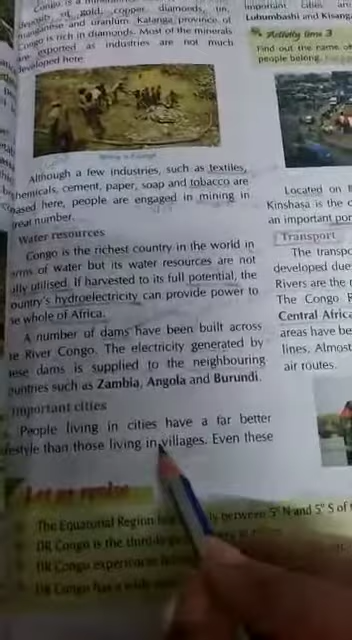 Congo is a
deposits of gold, copper, diamonds, tin,
manganese and uranium. Katanga province of
Congo is rich in diamonds. Most of the minerals
are exported as industries are not much
developed here.
Mining in Congo
Although a few industries, such as textiles,
chemicals, cement, paper, soap and tobacco are
based here, people are engaged in mining in
great number.
Water resources
Congo is the richest country in the world in
terms of water but its water resources are not
fully utilised. If harvested to its full potential, the
country's hydroelectricity can provide power to
the whole of Africa.
A number of dams have been built across
the River Congo. The electricity generated by
these dams is supplied to the neighbouring
countries such as Zambia, Angola and Burundi.
Important cities
People living in cities have a far better
lifestyle than those living in villages. Even these
important cities are
Lubumbashi and Kisang
Activity time 3
Find out the name of
people belong.
Located on t
Kinshasa is the c
an important por
Transport
The transpo
developed due
Rivers are the r
The Congo R
Central Africa
areas have be
lines. Almost
air routes.
Let us revise
The Equatorial Region between 5° N and 5° S of
DR Congo is the third-largest
DR Congo
DR Congo has a